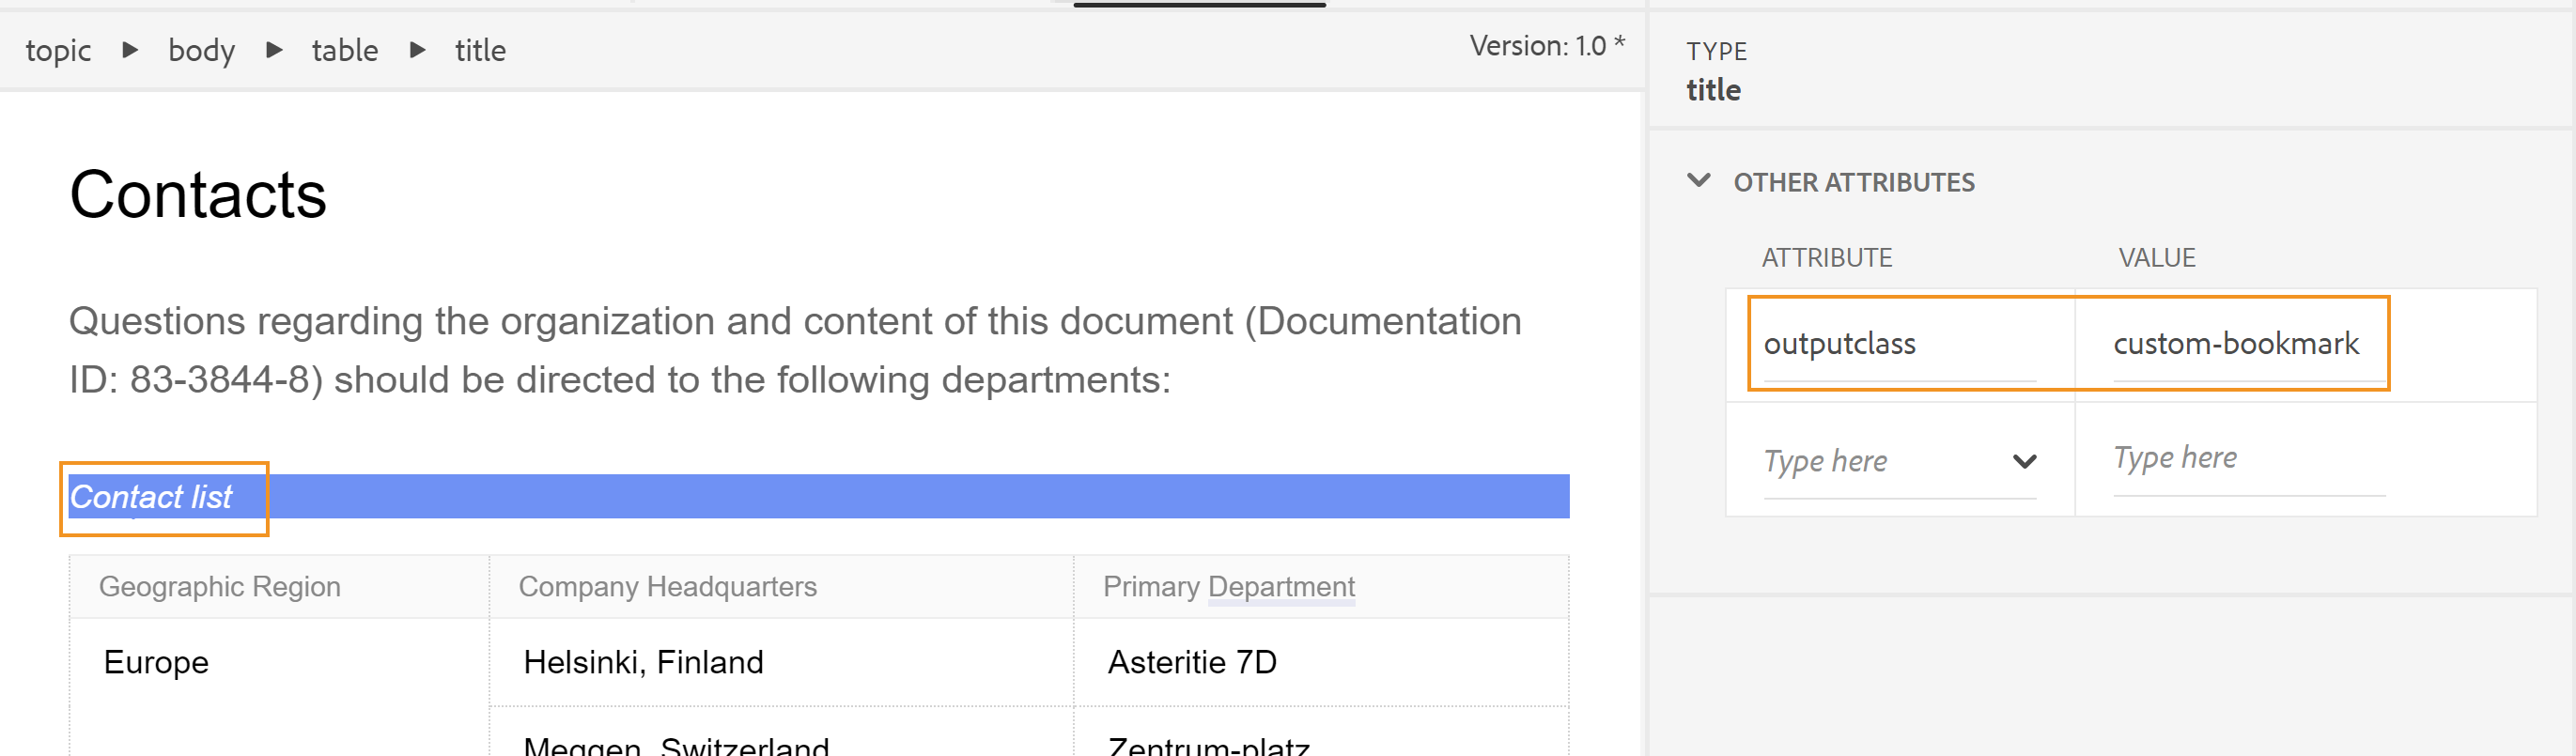 topic ▶ body ▶ table ▶ title
Version: 1.0 *
Contacts
Questions regarding the organization and content of this document (Documentation
ID: 83-3844-8) should be directed to the following departments:
Contact list
Geographic Region Company Headquarters Primary Department
Europe Helsinki, Finland Asteritie 7D
Meggen, Switzerland Zentrum-platz
TYPE
title
OTHER ATTRIBUTES
ATTRIBUTE VALUE
outputclass custom-bookmark
Type here Type here